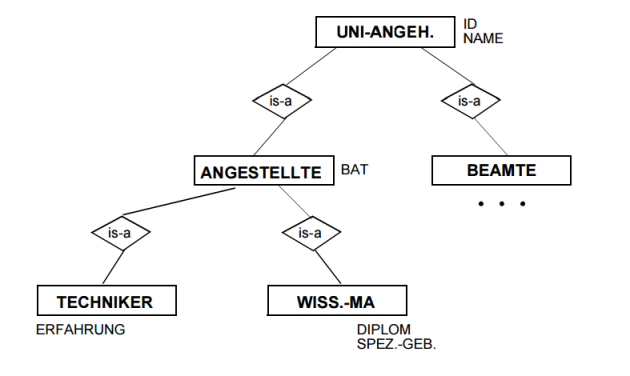 UNI-ANGEH.
ID
NAME
is-a
is-a
ANGESTELLTE
BAT
BEAMTE
. . .
is-a
is-a
TECHNIKER
WISS.-MA
ERFAHRUNG
DIPLOM
SPEZ.-GEB.